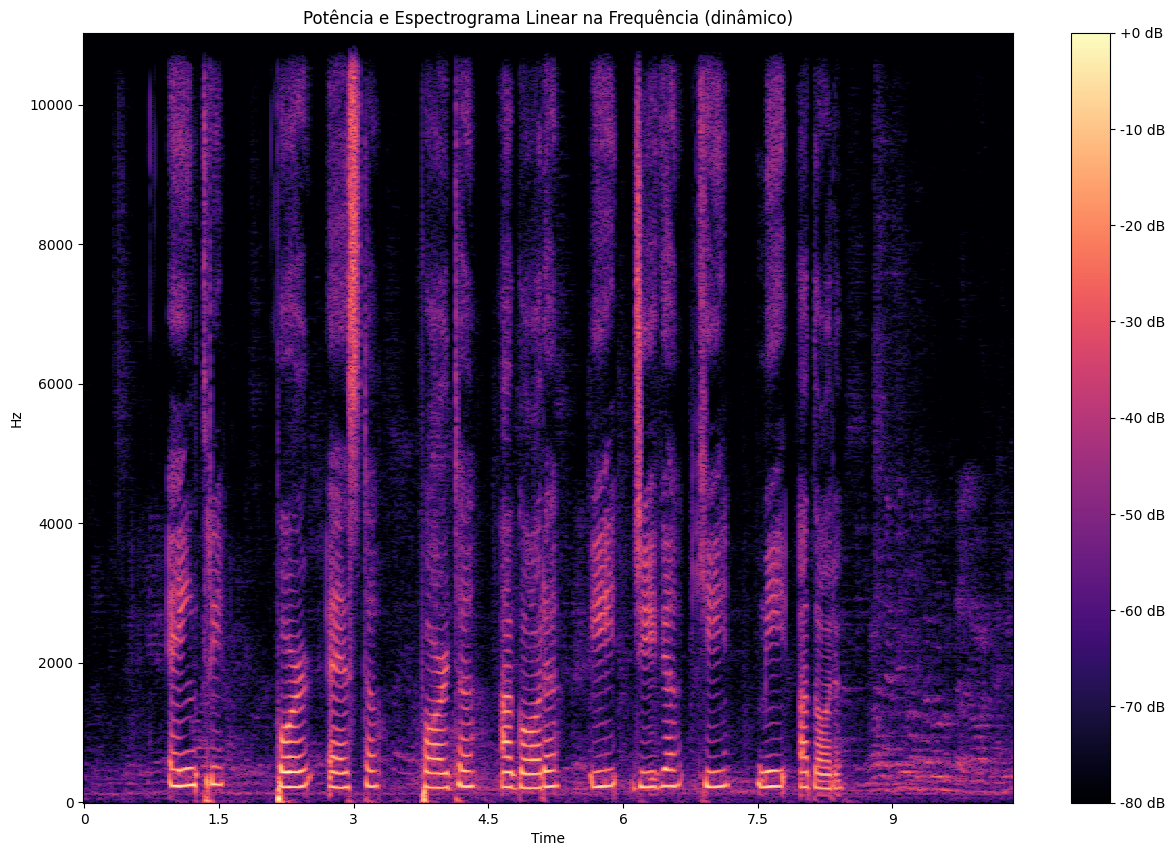 Potência e Espectrograma Linear na Frequência (dinâmico)
+0 dB
-10 dB
-20 dB
-30 dB
-40 dB
-50 dB
-60 dB
-70 dB
-80 dB
Hz
10000
8000
6000
4000
2000
0
0
1.5
3
4.5
6
7.5
9
Time